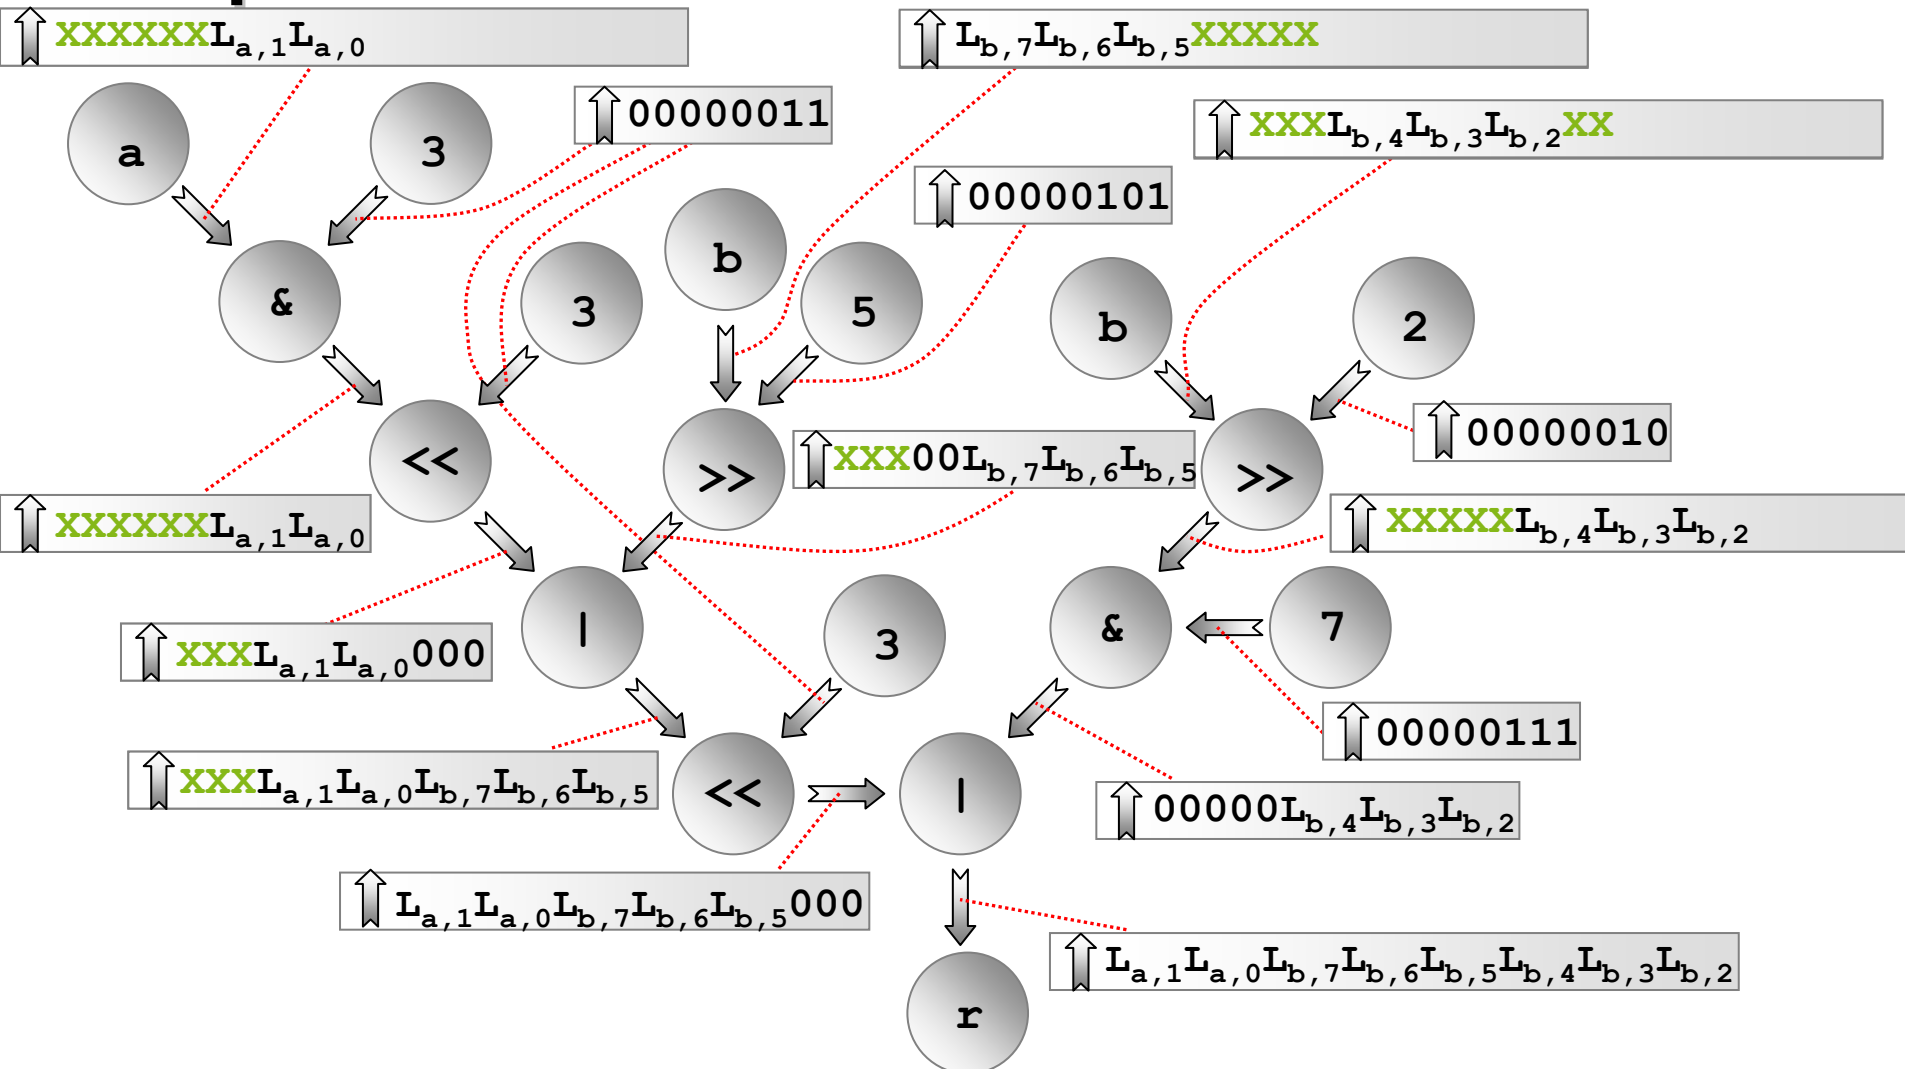 XXXXXXLa,1La,0
Lb,7Lb,6Lb,5XXXXX
00000011
XXXLb,4Lb,3Lb,2XX
a
3
00000101
b
&
3
5
b
2
00000010
<<
>>
XXX00Lb,7Lb,6Lb,5
>>
XXXXXXLa,1La,0
XXXXXLb,4Lb,3Lb,2
|
3
&
7
XXXLa,1La,0000
00000111
XXXLa,1La,0Lb,7Lb,6Lb,5
<<
|
00000Lb,4Lb,3Lb,2
La,1La,0Lb,7Lb,6Lb,5000
La,1La,0Lb,7Lb,6Lb,5Lb,4Lb,3Lb,2
r